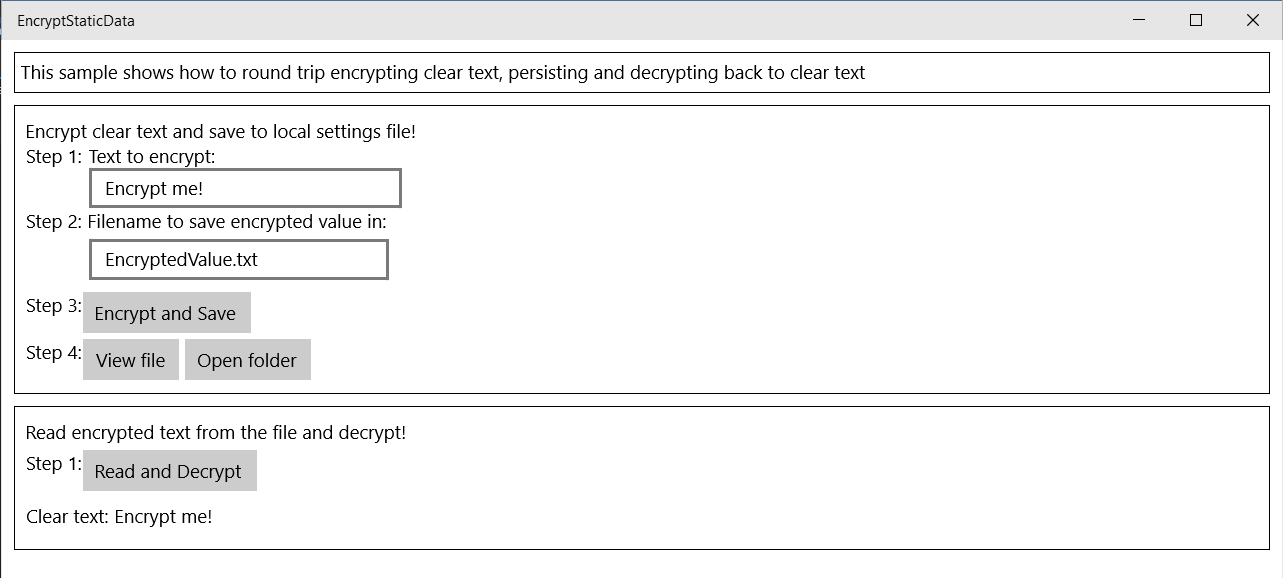 EncryptStaticData
This sample shows how to round trip encrypting clear text, persisting and decrypting back to clear text
Encrypt clear text and save to local settings file!
Step 1: Text to encrypt:
Encrypt me!
Step 2: Filename to save encrypted value in:
EncryptedValue.txt
Step 3: Encrypt and Save
Step 4: View file Open folder
Read encrypted text from the file and decrypt!
Step 1: Read and Decrypt
Clear text: Encrypt me!